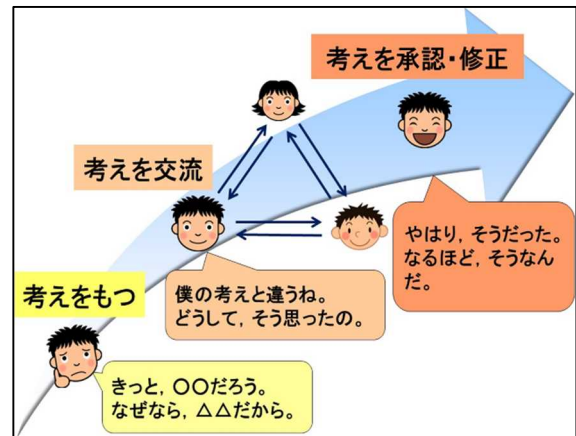 考えを承認・修正
考えを交流
やはり，そうだった。
なるほど，そうなん
だ。
考えをもつ
僕の考えと違うね。
どうして，そう思ったの。
きっと，○○だろう。
なぜなら，△△だから。